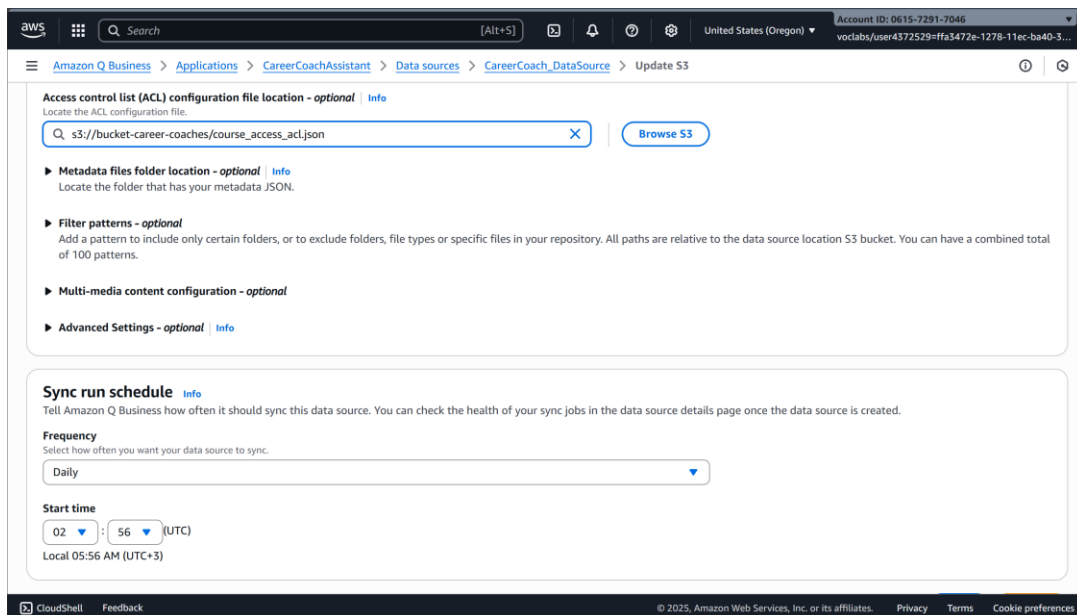 aws
Search [Alt+S]
United States (Oregon)
Account ID: 0615-7291-7046
voclabs/user4372529=ffa3472e-1278-11ec-ba40-3...
Amazon Q Business > Applications > CareerCoachAssistant > Data sources > CareerCoach_DataSource > Update S3
Access control list (ACL) configuration file location - optional | Info
Locate the ACL configuration file.
s3://bucket-career-coaches/course_access_acl.json
Browse S3
Metadata files folder location - optional | Info
Locate the folder that has your metadata JSON.
Filter patterns - optional
Add a pattern to include only certain folders, or to exclude folders, file types or specific files in your repository. All paths are relative to the data source location S3 bucket. You can have a combined total
of 100 patterns.
Multi-media content configuration - optional
Advanced Settings - optional | Info
Sync run schedule Info
Tell Amazon Q Business how often it should sync this data source. You can check the health of your sync jobs in the data source details page once the data source is created.
Frequency
Select how often you want your data source to sync.
Daily
Start time
02 : 56 (UTC)
Local 05:56 AM (UTC+3)
CloudShell Feedback © 2025, Amazon Web Services, Inc. or its affiliates. Privacy Terms Cookie preferences